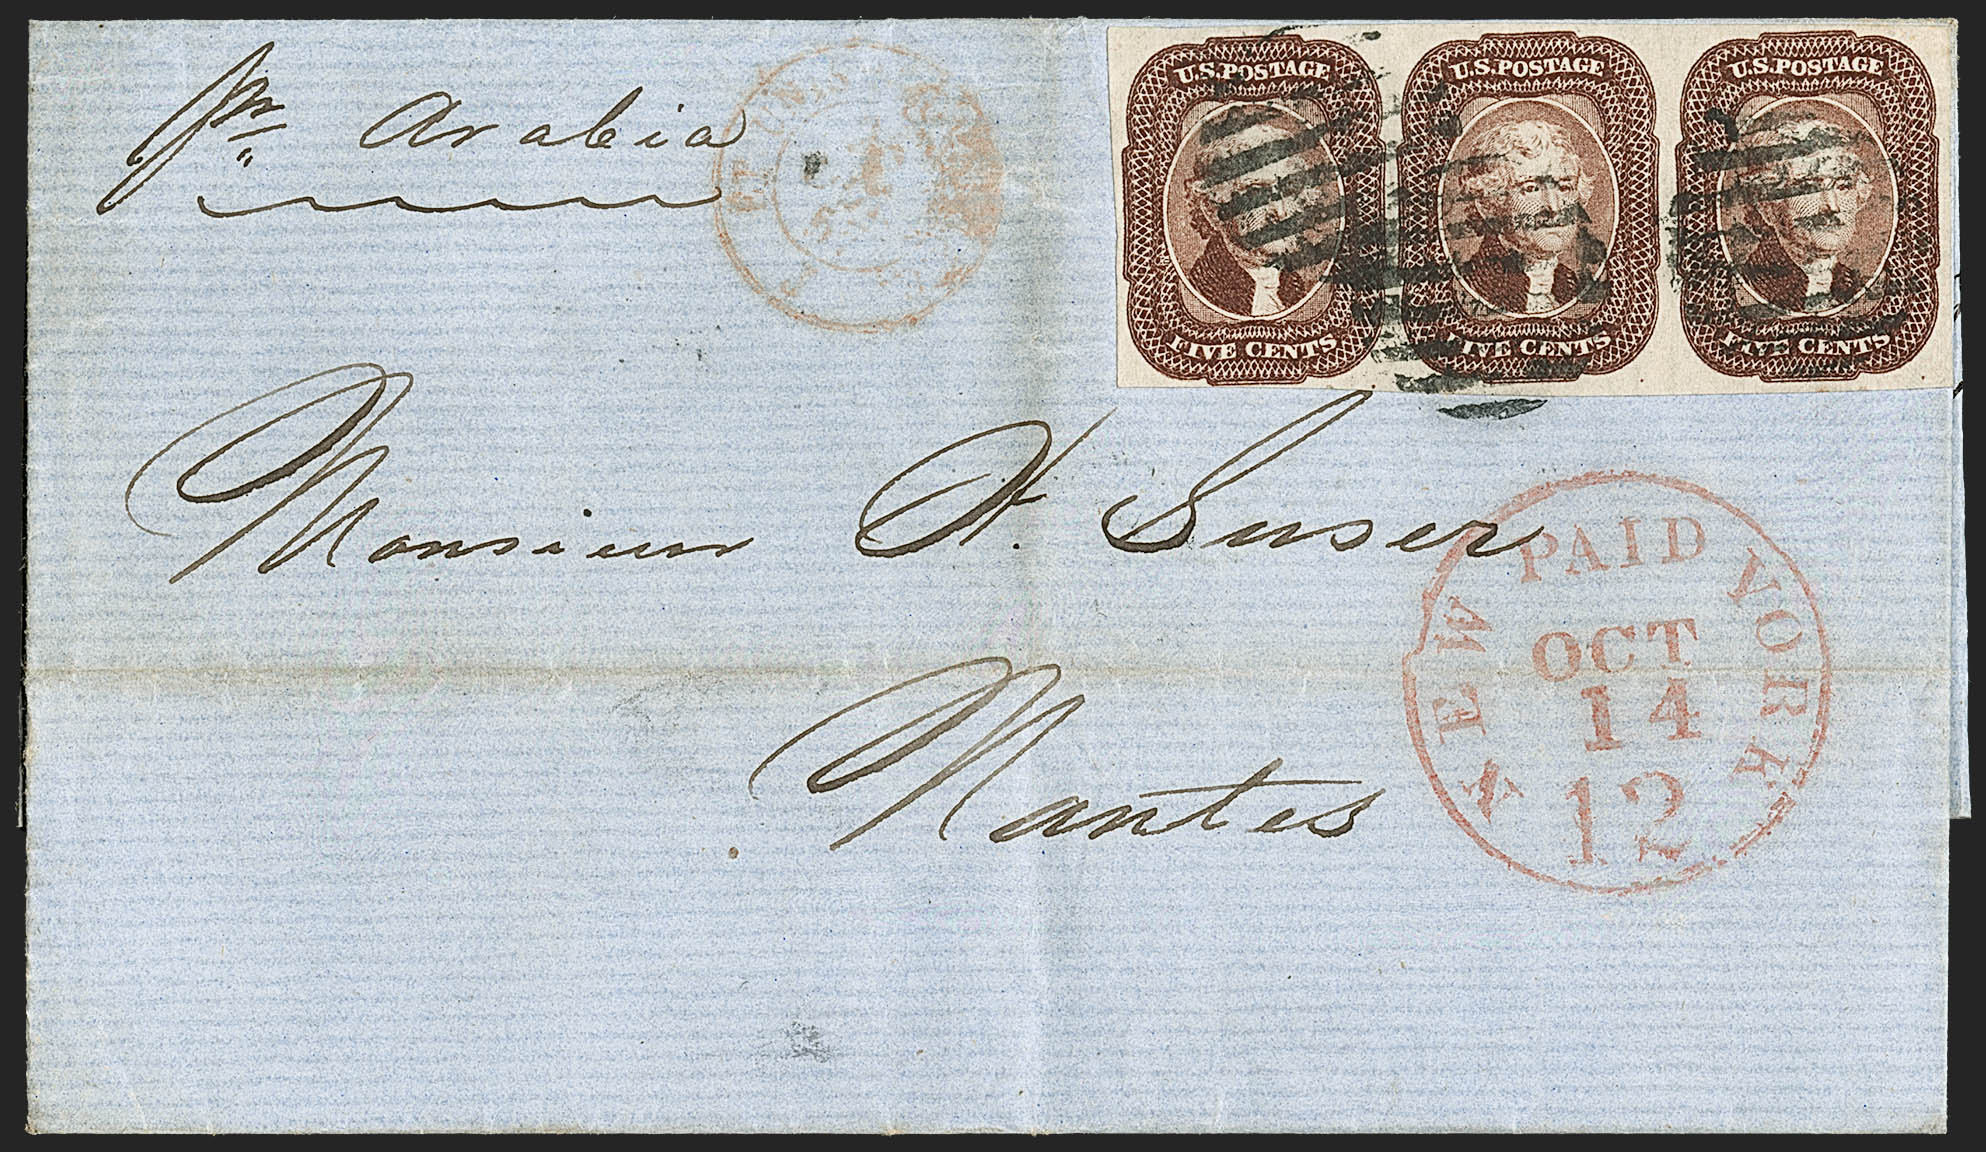 pr Arabia
U.S.POSTAGE
FIVE CENTS
U.S.POSTAGE
FIVE CENTS
U.S.POSTAGE
FIVE CENTS
Monsieur H. Suser
Nantes
NEW PAID YORK
OCT
14
12